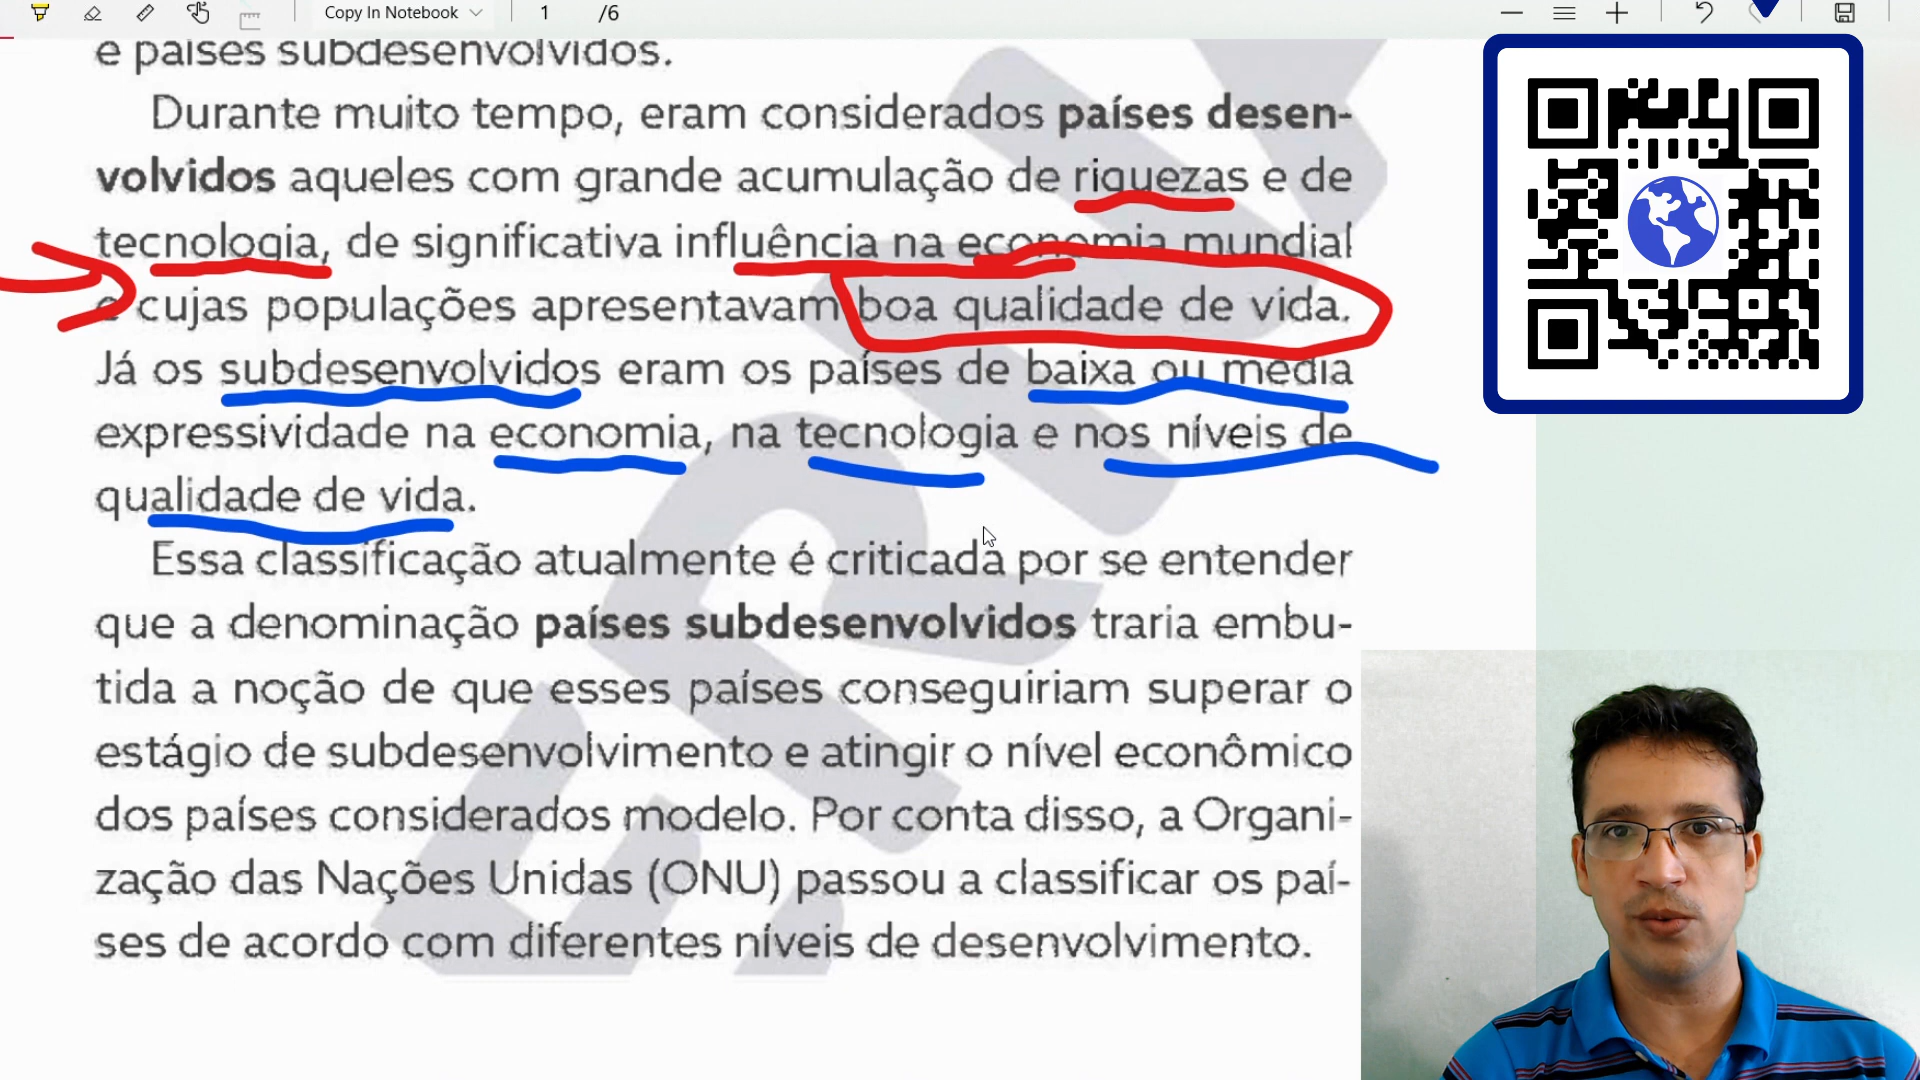 Copy In Notebook 1 /6
e países subdesenvolvidos.
Durante muito tempo, eram considerados países desen-
volvidos aqueles com grande acumulação de riquezas e de
tecnologia, de significativa influência na economia mundial
e cujas populações apresentavam boa qualidade de vida.
Já os subdesenvolvidos eram os países de baixa ou média
expressividade na economia, na tecnologia e nos níveis de
qualidade de vida.
Essa classificação atualmente é criticada por se entender
que a denominação países subdesenvolvidos traria embu-
tida a noção de que esses países conseguiriam superar o
estágio de subdesenvolvimento e atingir o nível econômico
dos países considerados modelo. Por conta disso, a Organi-
zação das Nações Unidas (ONU) passou a classificar os paí-
ses de acordo com diferentes níveis de desenvolvimento.